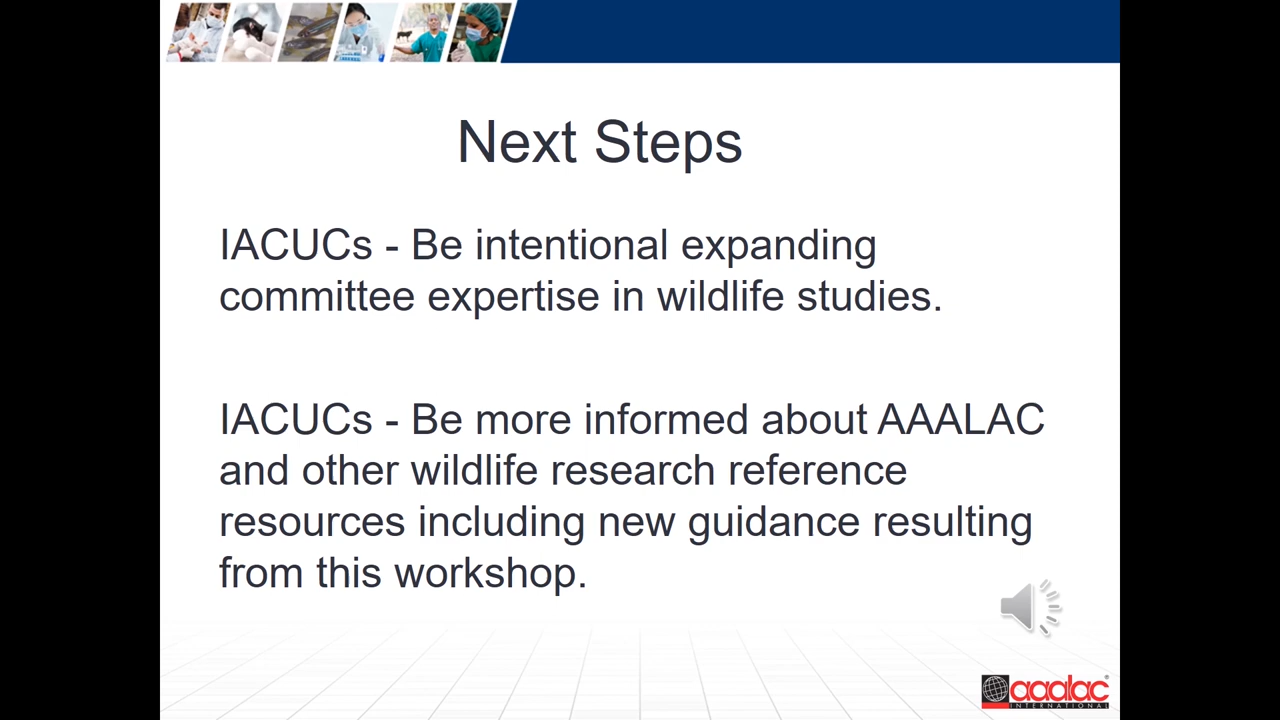 Next Steps
IACUCs - Be intentional expanding
committee expertise in wildlife studies.
IACUCs - Be more informed about AAALAC
and other wildlife research reference
resources including new guidance resulting
from this workshop.
aaalac®
INTERNATIONAL